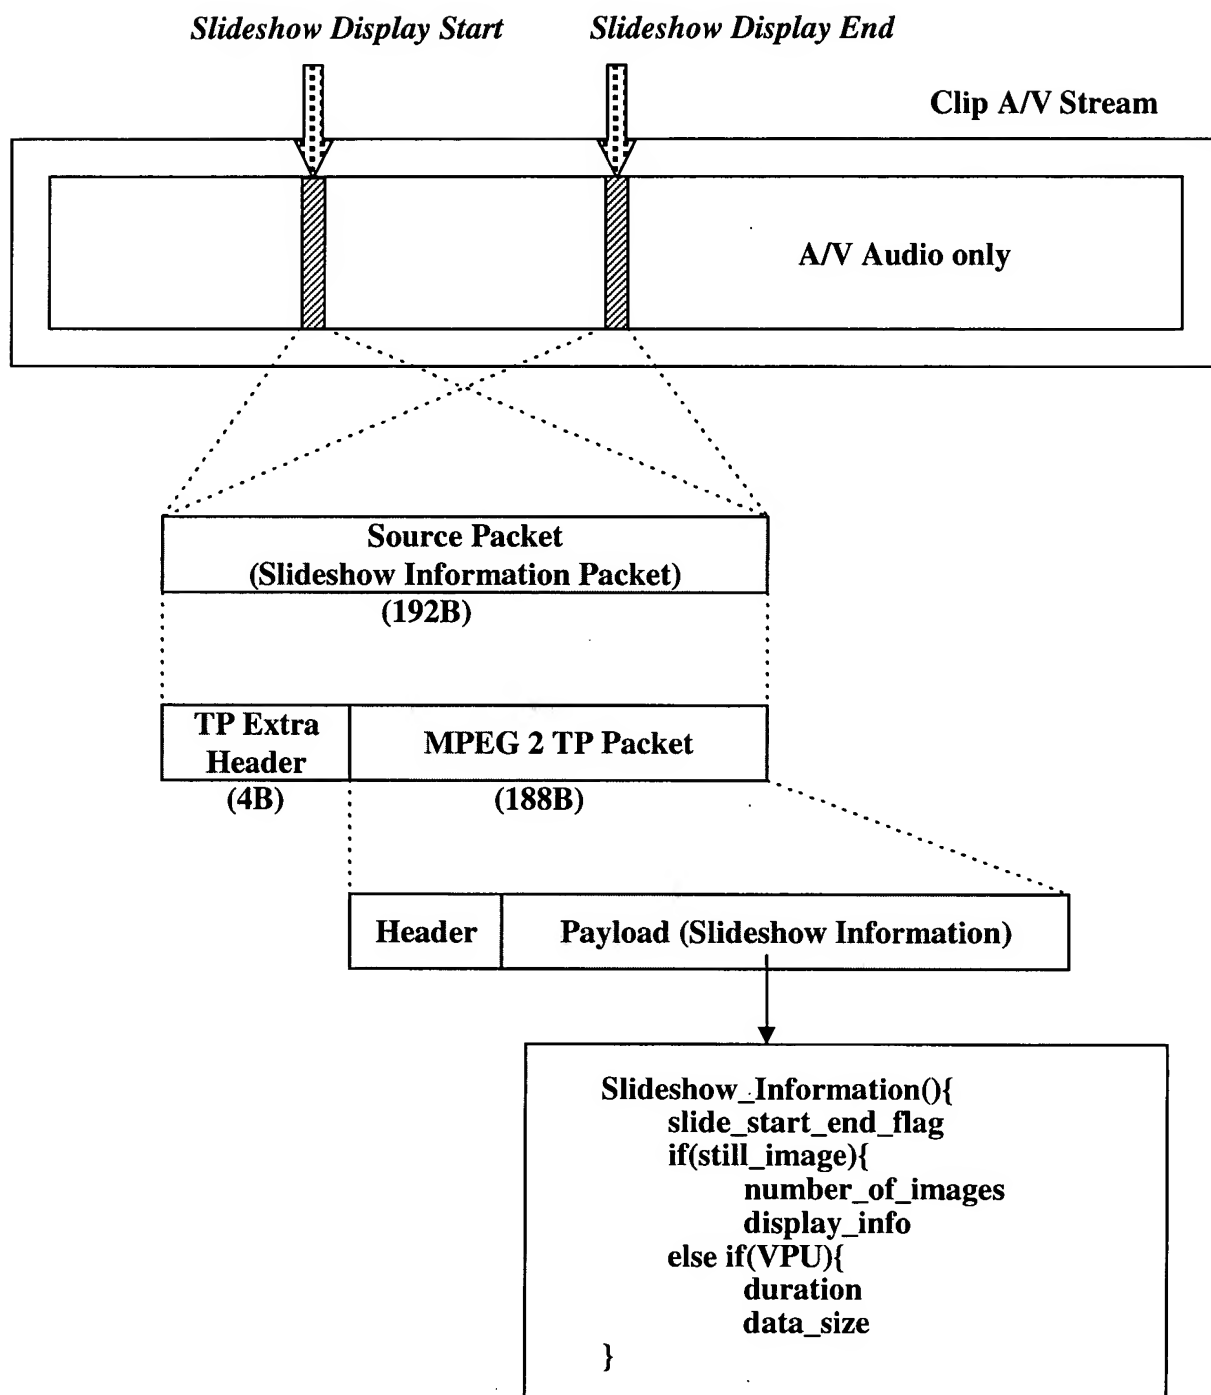 Slideshow Display Start
Slideshow Display End
Clip A/V Stream
A/V Audio only
Source Packet
(Slideshow Information Packet)
(192B)
TP Extra
Header
MPEG 2 TP Packet
(4B)
(188B)
Header
Payload (Slideshow Information)
Slideshow_Information(){
slide_start_end_flag
if(still_image){
number_of_images
display_info
else if(VPU){
duration
data_size
}